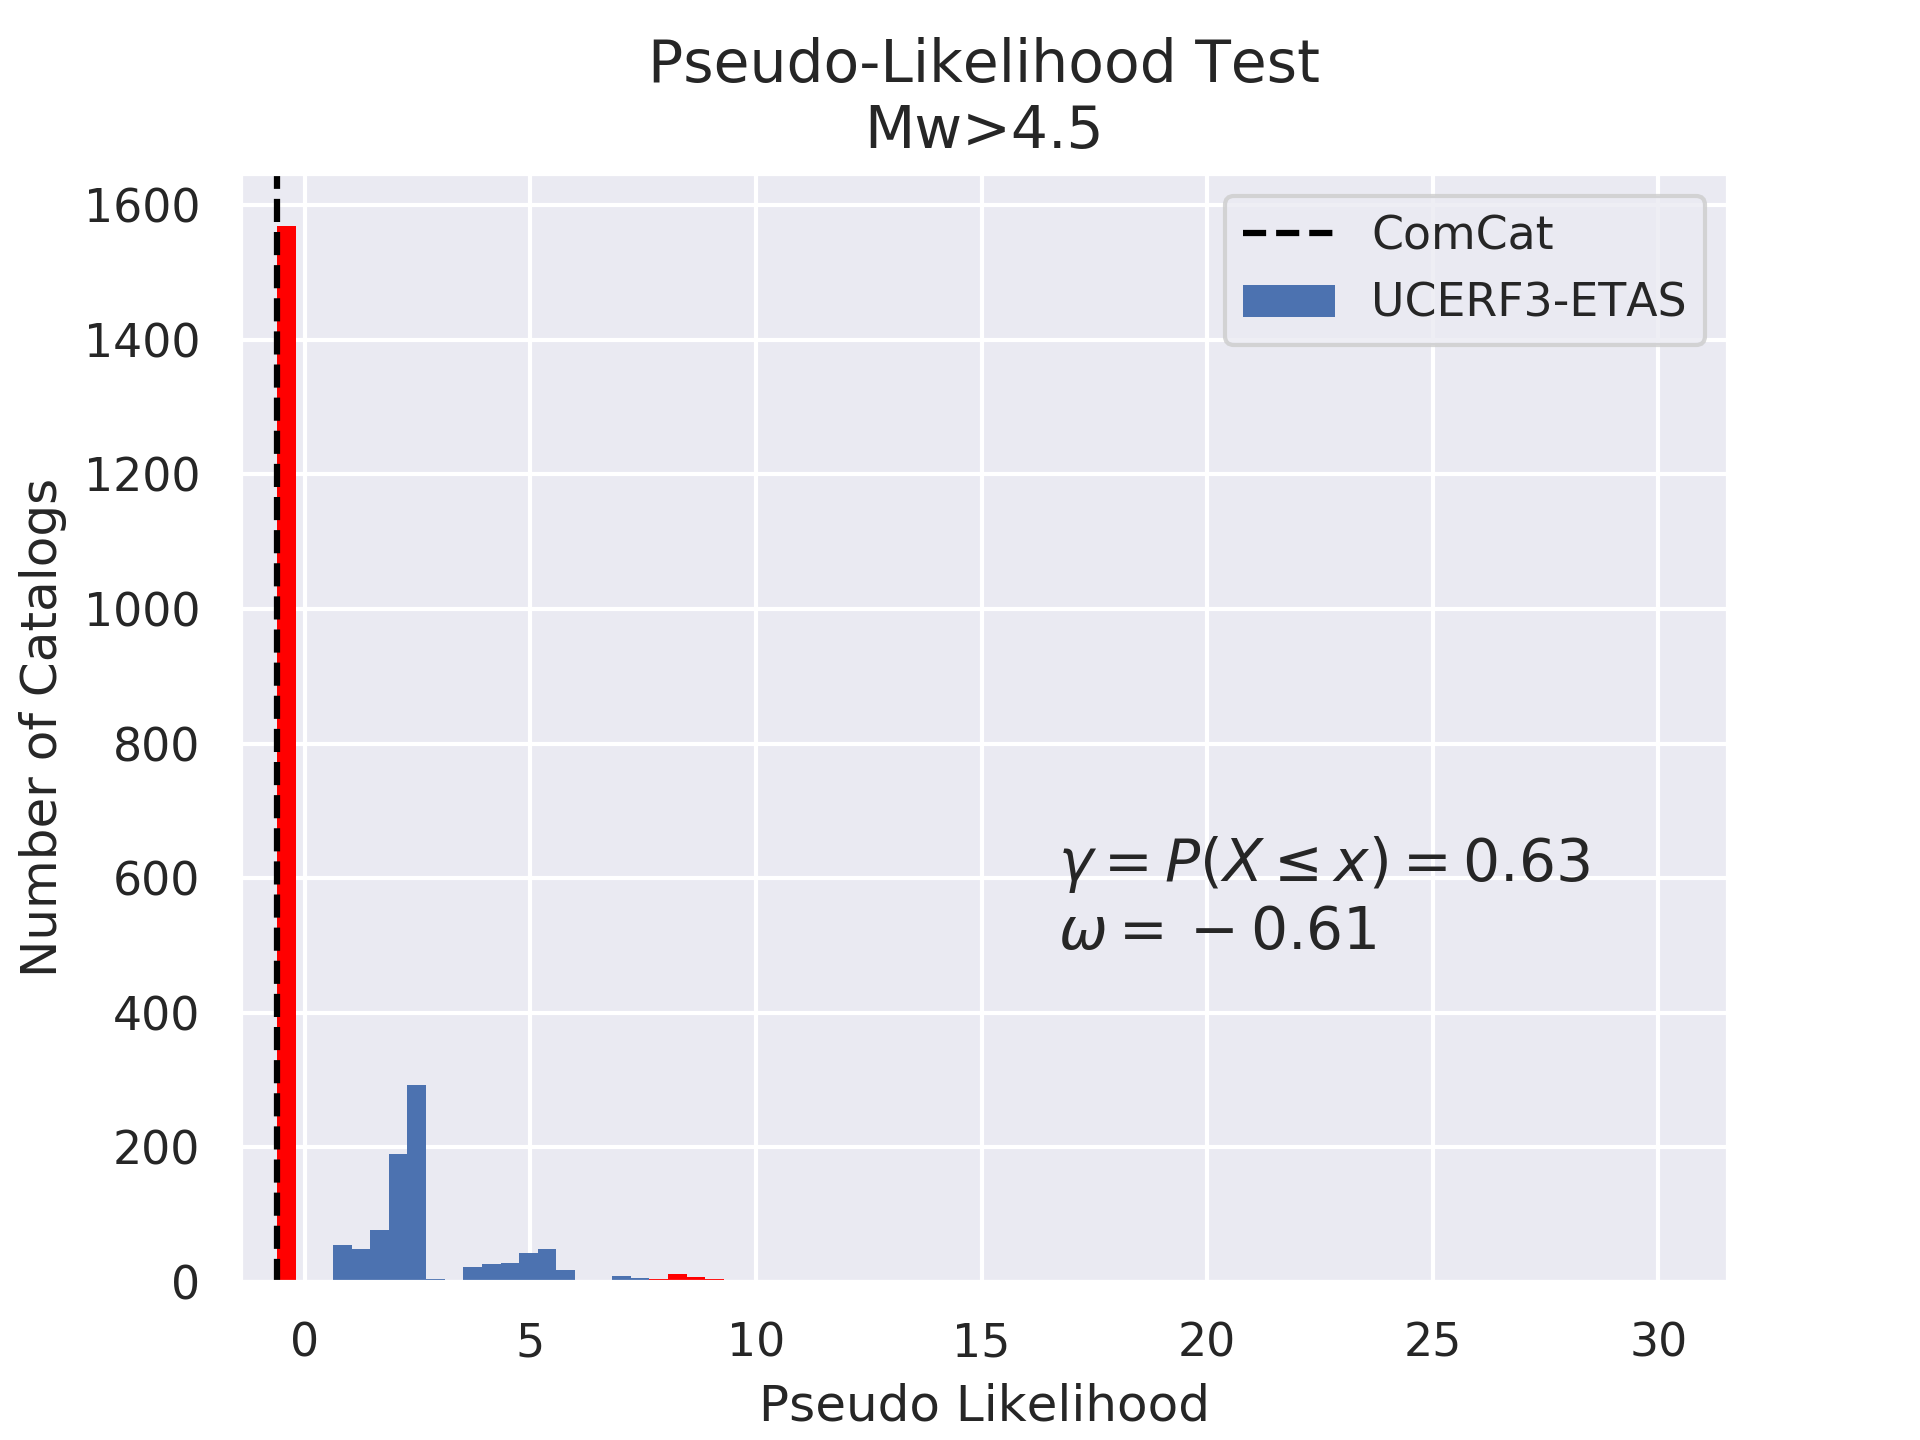 Pseudo-Likelihood Test
Mw>4.5
1600
1400
1200
1000
800
600
400
200
0
Number of Catalogs
ComCat
UCERF3-ETAS
γ = P(X ≤ x) = 0.63
ω = − 0.61
0 5 10 15 20 25 30
Pseudo Likelihood